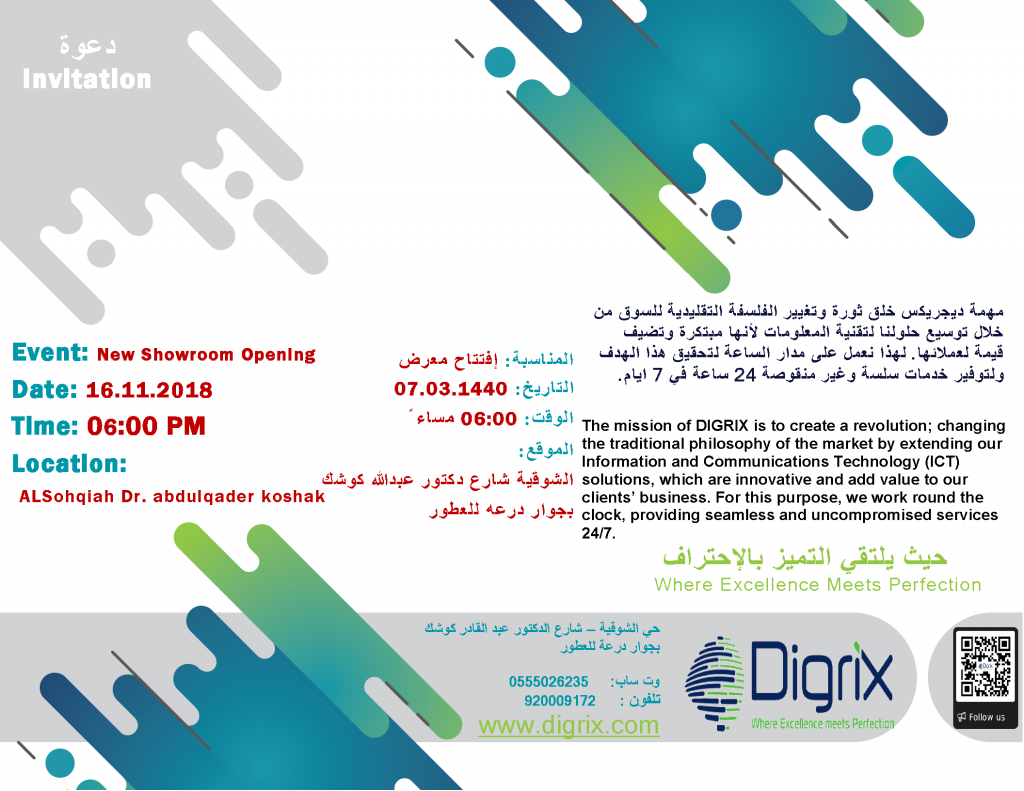 دعوة
Invitation
Event: New Showroom Opening
Date: 16.11.2018
Time: 06:00 PM
Location:
ALSohqiah Dr. abdulqader koshak
المناسبة: إفتتاح معرض
التاريخ: 07.03.1440
الوقت: 06:00 مساء ً
الموقع:
الشوقية شارع دكتور عبدالله كوشك
بجوار درعه للعطور
مهمة ديجريكس خلق ثورة وتغيير الفلسفة التقليدية للسوق من
خلال توسيع حلولنا لتقنية المعلومات لأنها مبتكرة وتضيف
قيمة لعملائها. لهذا نعمل على مدار الساعة لتحقيق هذا الهدف
ولتوفير خدمات سلسة وغير منقوصة 24 ساعة في 7 ايام.
The mission of DIGRIX is to create a revolution; changing
the traditional philosophy of the market by extending our
Information and Communications Technology (ICT)
solutions, which are innovative and add value to our
clients’ business. For this purpose, we work round the
clock, providing seamless and uncompromised services
24/7.
حيث يلتقي التميز بالإحتراف
Where Excellence Meets Perfection
حي الشوقية – شارع الدكتور عبد القادر كوشك
بجوار درعة للعطور
وت ساب: 0555026235
تلفون : 920009172
www.digrix.com
Digrix
Where Excellence meets Perfection
Follow us